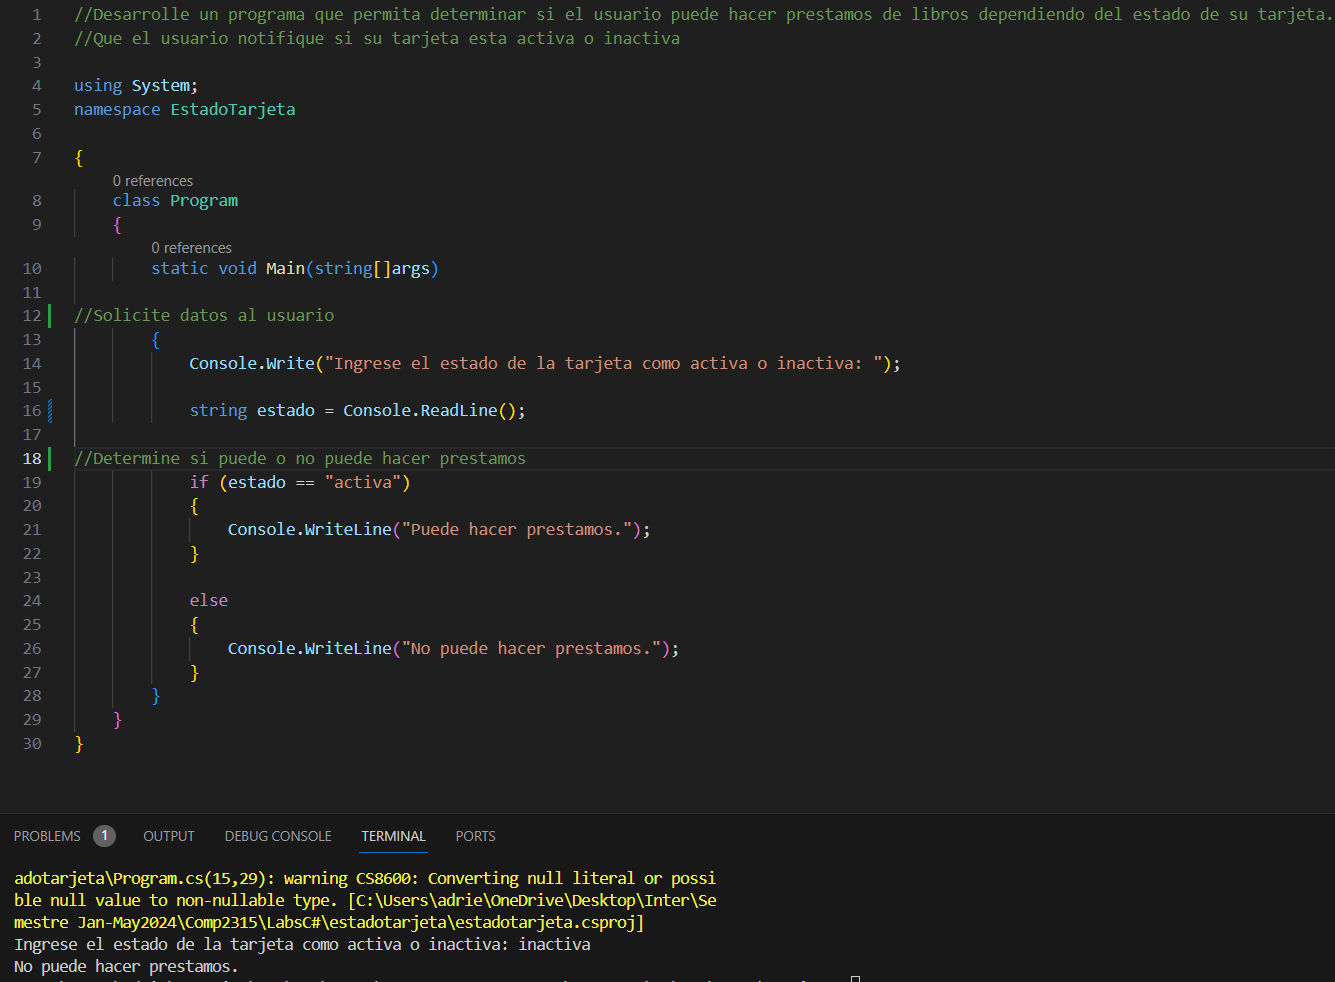 1 //Desarrolle un programa que permita determinar si el usuario puede hacer prestamos de libros dependiendo del estado de su tarjeta.
2 //Que el usuario notifique si su tarjeta esta activa o inactiva
3
4 using System;
5 namespace EstadoTarjeta
6
7 {
0 references
8 class Program
9 {
0 references
10 static void Main(string[]args)
11
12 //Solicite datos al usuario
13 {
14 Console.Write("Ingrese el estado de la tarjeta como activa o inactiva: ");
15
16 string estado = Console.ReadLine();
17
18 //Determine si puede o no puede hacer prestamos
19 if (estado == "activa")
20 {
21 Console.WriteLine("Puede hacer prestamos.");
22 }
23
24 else
25 {
26 Console.WriteLine("No puede hacer prestamos.");
27 }
28 }
29 }
30 }
PROBLEMS 1 OUTPUT DEBUG CONSOLE TERMINAL PORTS
adotarjeta\Program.cs(15,29): warning CS8600: Converting null literal or possi
ble null value to non-nullable type. [C:\Users\adrie\OneDrive\Desktop\Inter\Se
mestre Jan-May2024\Comp2315\LabsC#\estadotarjeta\estadotarjeta.csproj]
Ingrese el estado de la tarjeta como activa o inactiva: inactiva
No puede hacer prestamos.